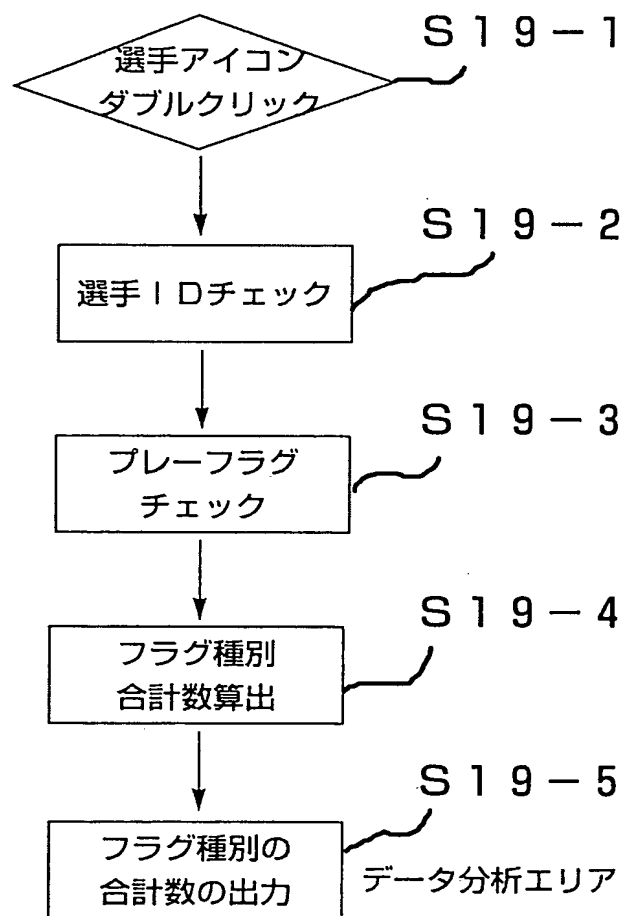 S19-1
選手アイコン
ダブルクリック
S19-2
選手IDチェック
S19-3
プレーフラグ
チェック
S19-4
フラグ種別
合計数算出
S19-5
フラグ種別の
合計数の出力
データ分析エリア